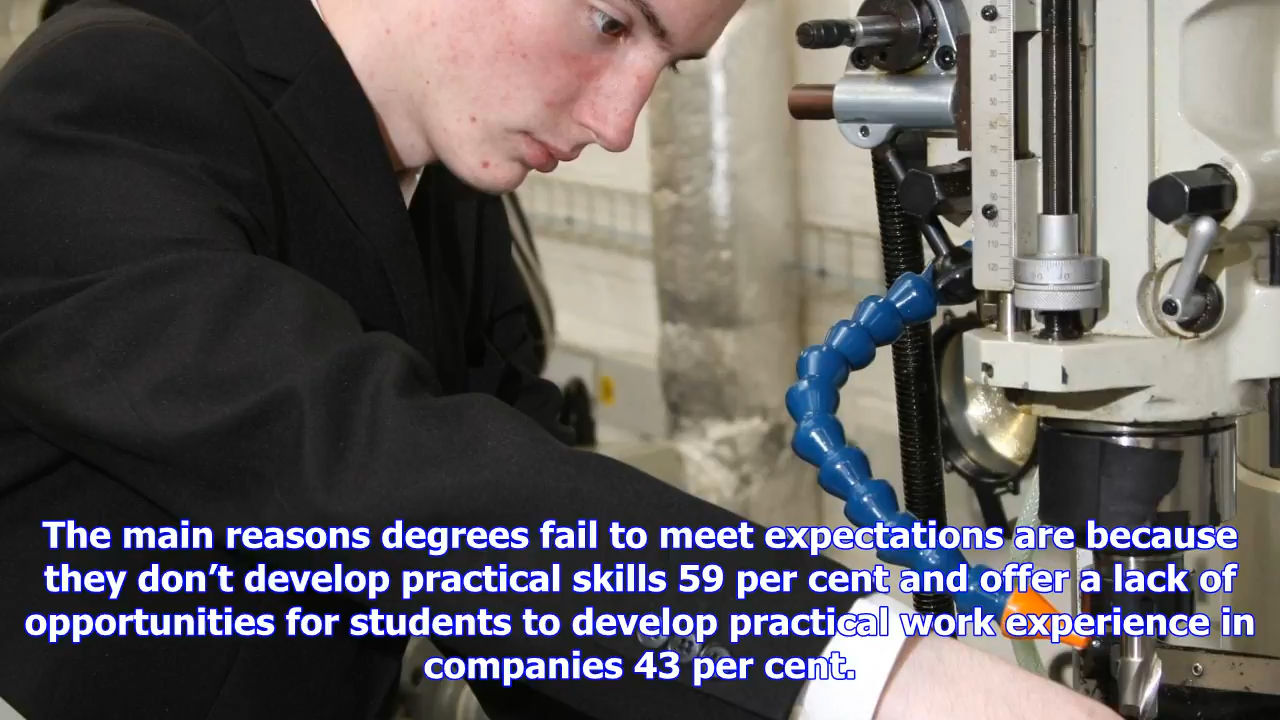 The main reasons degrees fail to meet expectations are because
they don’t develop practical skills 59 per cent and offer a lack of
opportunities for students to develop practical work experience in
companies 43 per cent.